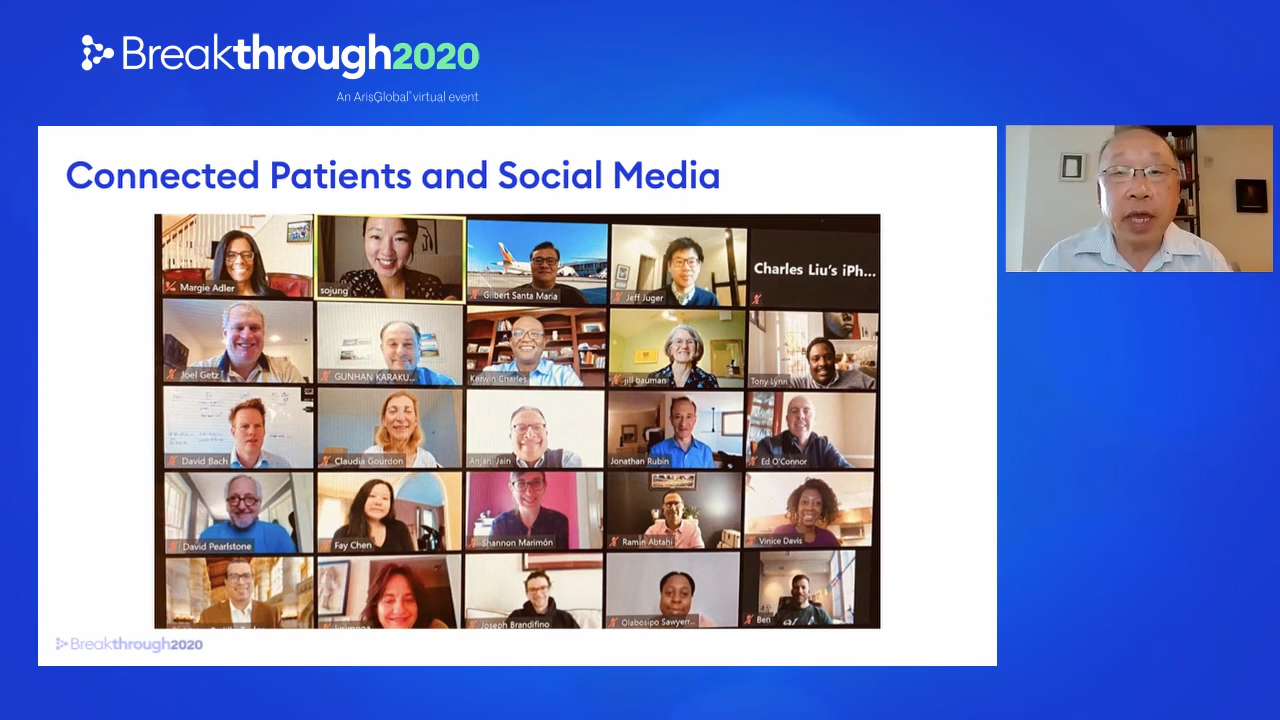 Breakthrough2020
An ArisGlobal® virtual event
Connected Patients and Social Media
Margie Adler
sojung
Gilbert Santa Maria
Jeff Juger
Charles Liu's iPh...
Joel Getz
GUNHAN KARAKU...
Kerwin Charles
jill bauman
Tony Lynn
David Bach
Claudia Gourdon
Anjani Jain
Jonathan Rubin
Ed O'Connor
David Pearlstone
Fay Chen
Shannon Marimón
Ramin Abtahi
Vinice Davis
Joseph Brandifino
Olabosipo Sawyerr...
Ben
Breakthrough2020